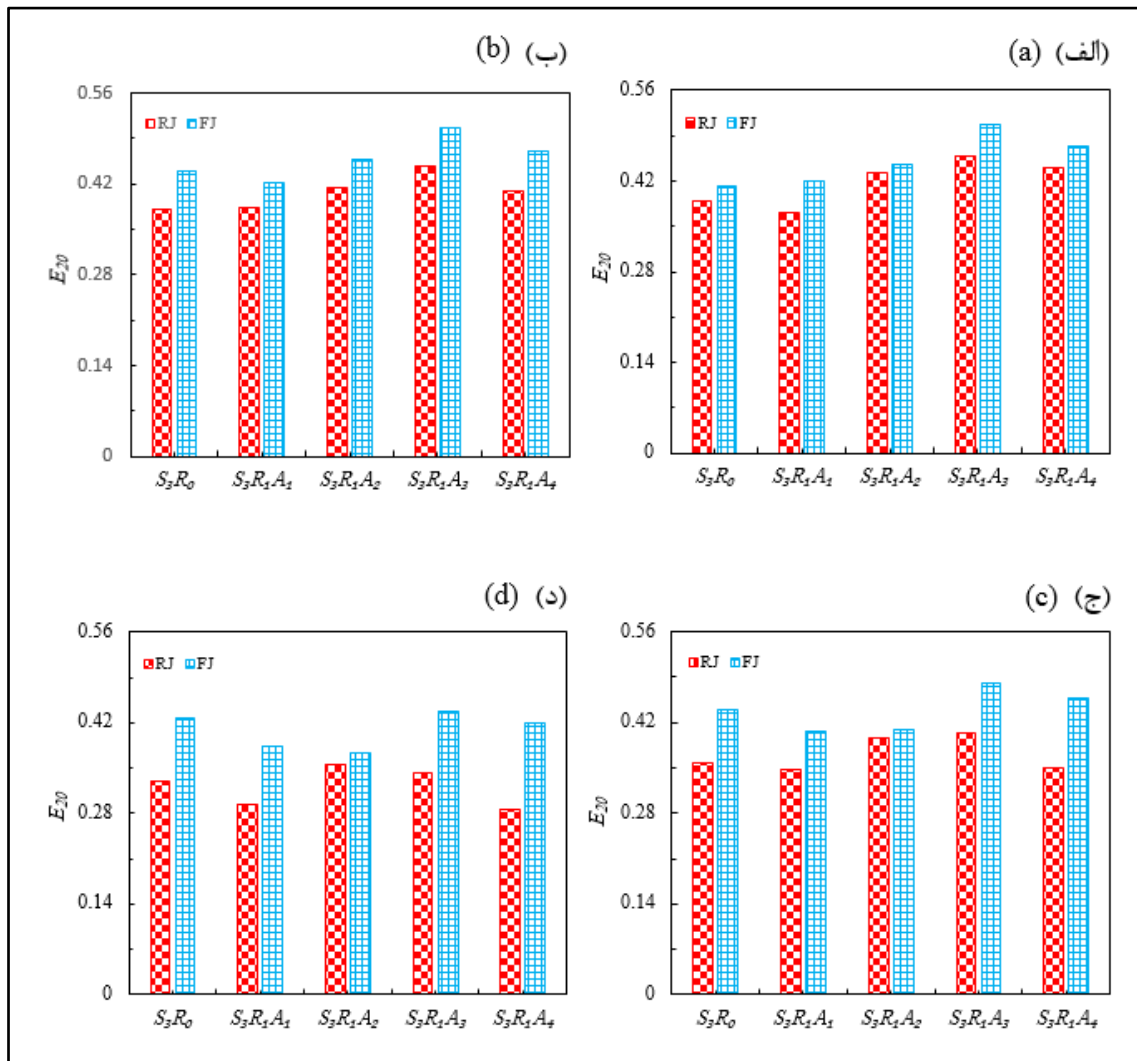 (الف) (a)
0.56
RJ FJ
0.42
0.28
0.14
0
E₂₀
S₃R₀ S₃R₁A₁ S₃R₁A₂ S₃R₁A₃ S₃R₁A₄
(ب) (b)
0.56
RJ FJ
0.42
0.28
0.14
0
E₂₀
S₃R₀ S₃R₁A₁ S₃R₁A₂ S₃R₁A₃ S₃R₁A₄
(ج) (c)
0.56
RJ FJ
0.42
0.28
0.14
0
E₂₀
S₃R₀ S₃R₁A₁ S₃R₁A₂ S₃R₁A₃ S₃R₁A₄
(د) (d)
0.56
RJ FJ
0.42
0.28
0.14
0
E₂₀
S₃R₀ S₃R₁A₁ S₃R₁A₂ S₃R₁A₃ S₃R₁A₄